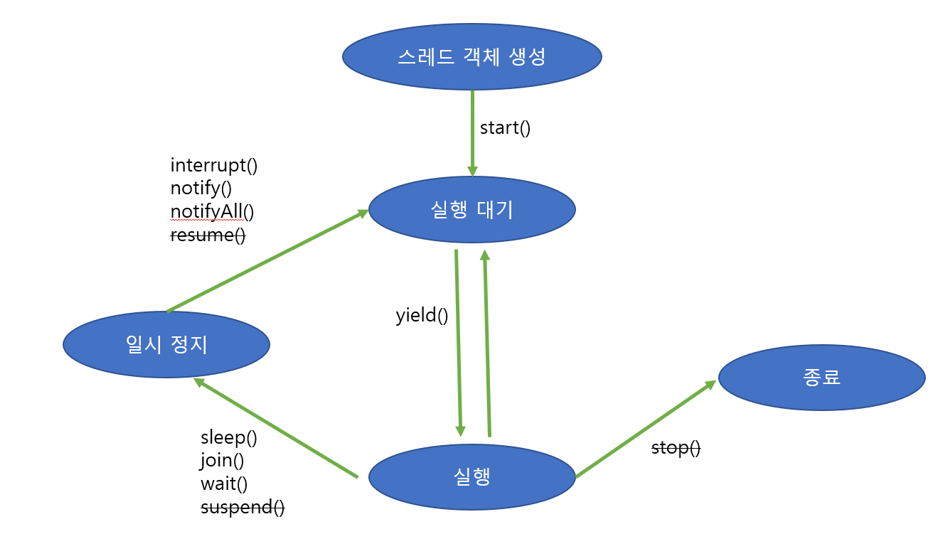 스레드 객체 생성
start()
interrupt()
notify()
notifyAll()
resume()
실행 대기
yield()
일시 정지
종료
sleep()
join()
wait()
suspend()
실행
stop()